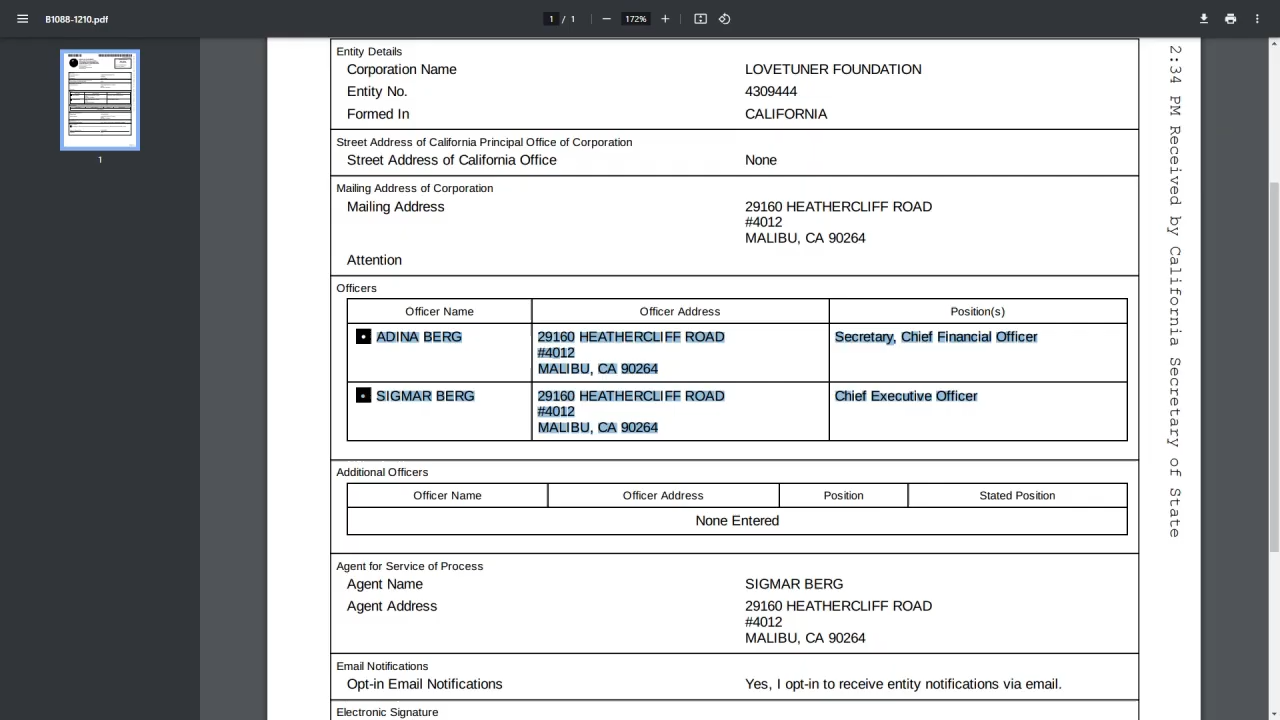 B1088-1210.pdf
1 / 1
172%
1
Entity Details
Corporation Name LOVETUNER FOUNDATION
Entity No. 4309444
Formed In CALIFORNIA
Street Address of California Principal Office of Corporation
Street Address of California Office None
Mailing Address of Corporation
Mailing Address 29160 HEATHERCLIFF ROAD
#4012
MALIBU, CA 90264
Attention
Officers
Officer Name Officer Address Position(s)
ADINA BERG 29160 HEATHERCLIFF ROAD Secretary, Chief Financial Officer
#4012
MALIBU, CA 90264
SIGMAR BERG 29160 HEATHERCLIFF ROAD Chief Executive Officer
#4012
MALIBU, CA 90264
Additional Officers
Officer Name Officer Address Position Stated Position
None Entered
Agent for Service of Process
Agent Name SIGMAR BERG
Agent Address 29160 HEATHERCLIFF ROAD
#4012
MALIBU, CA 90264
Email Notifications
Opt-in Email Notifications Yes, I opt-in to receive entity notifications via email.
Electronic Signature
2:34 PM Received by California Secretary of State